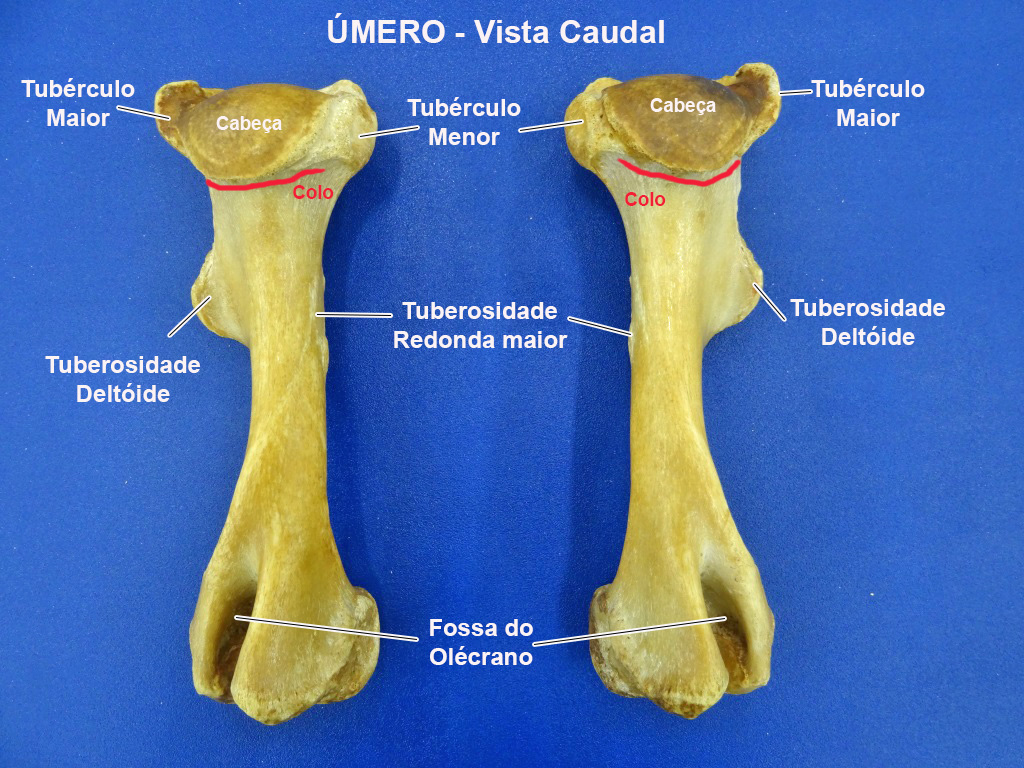 ÚMERO - Vista Caudal
Tubérculo
Maior
Cabeça
Tubérculo
Menor
Cabeça
Tubérculo
Maior
Colo
Colo
Tuberosidade
Redonda maior
Tuberosidade
Deltóide
Tuberosidade
Deltóide
Fossa do
Olécrano